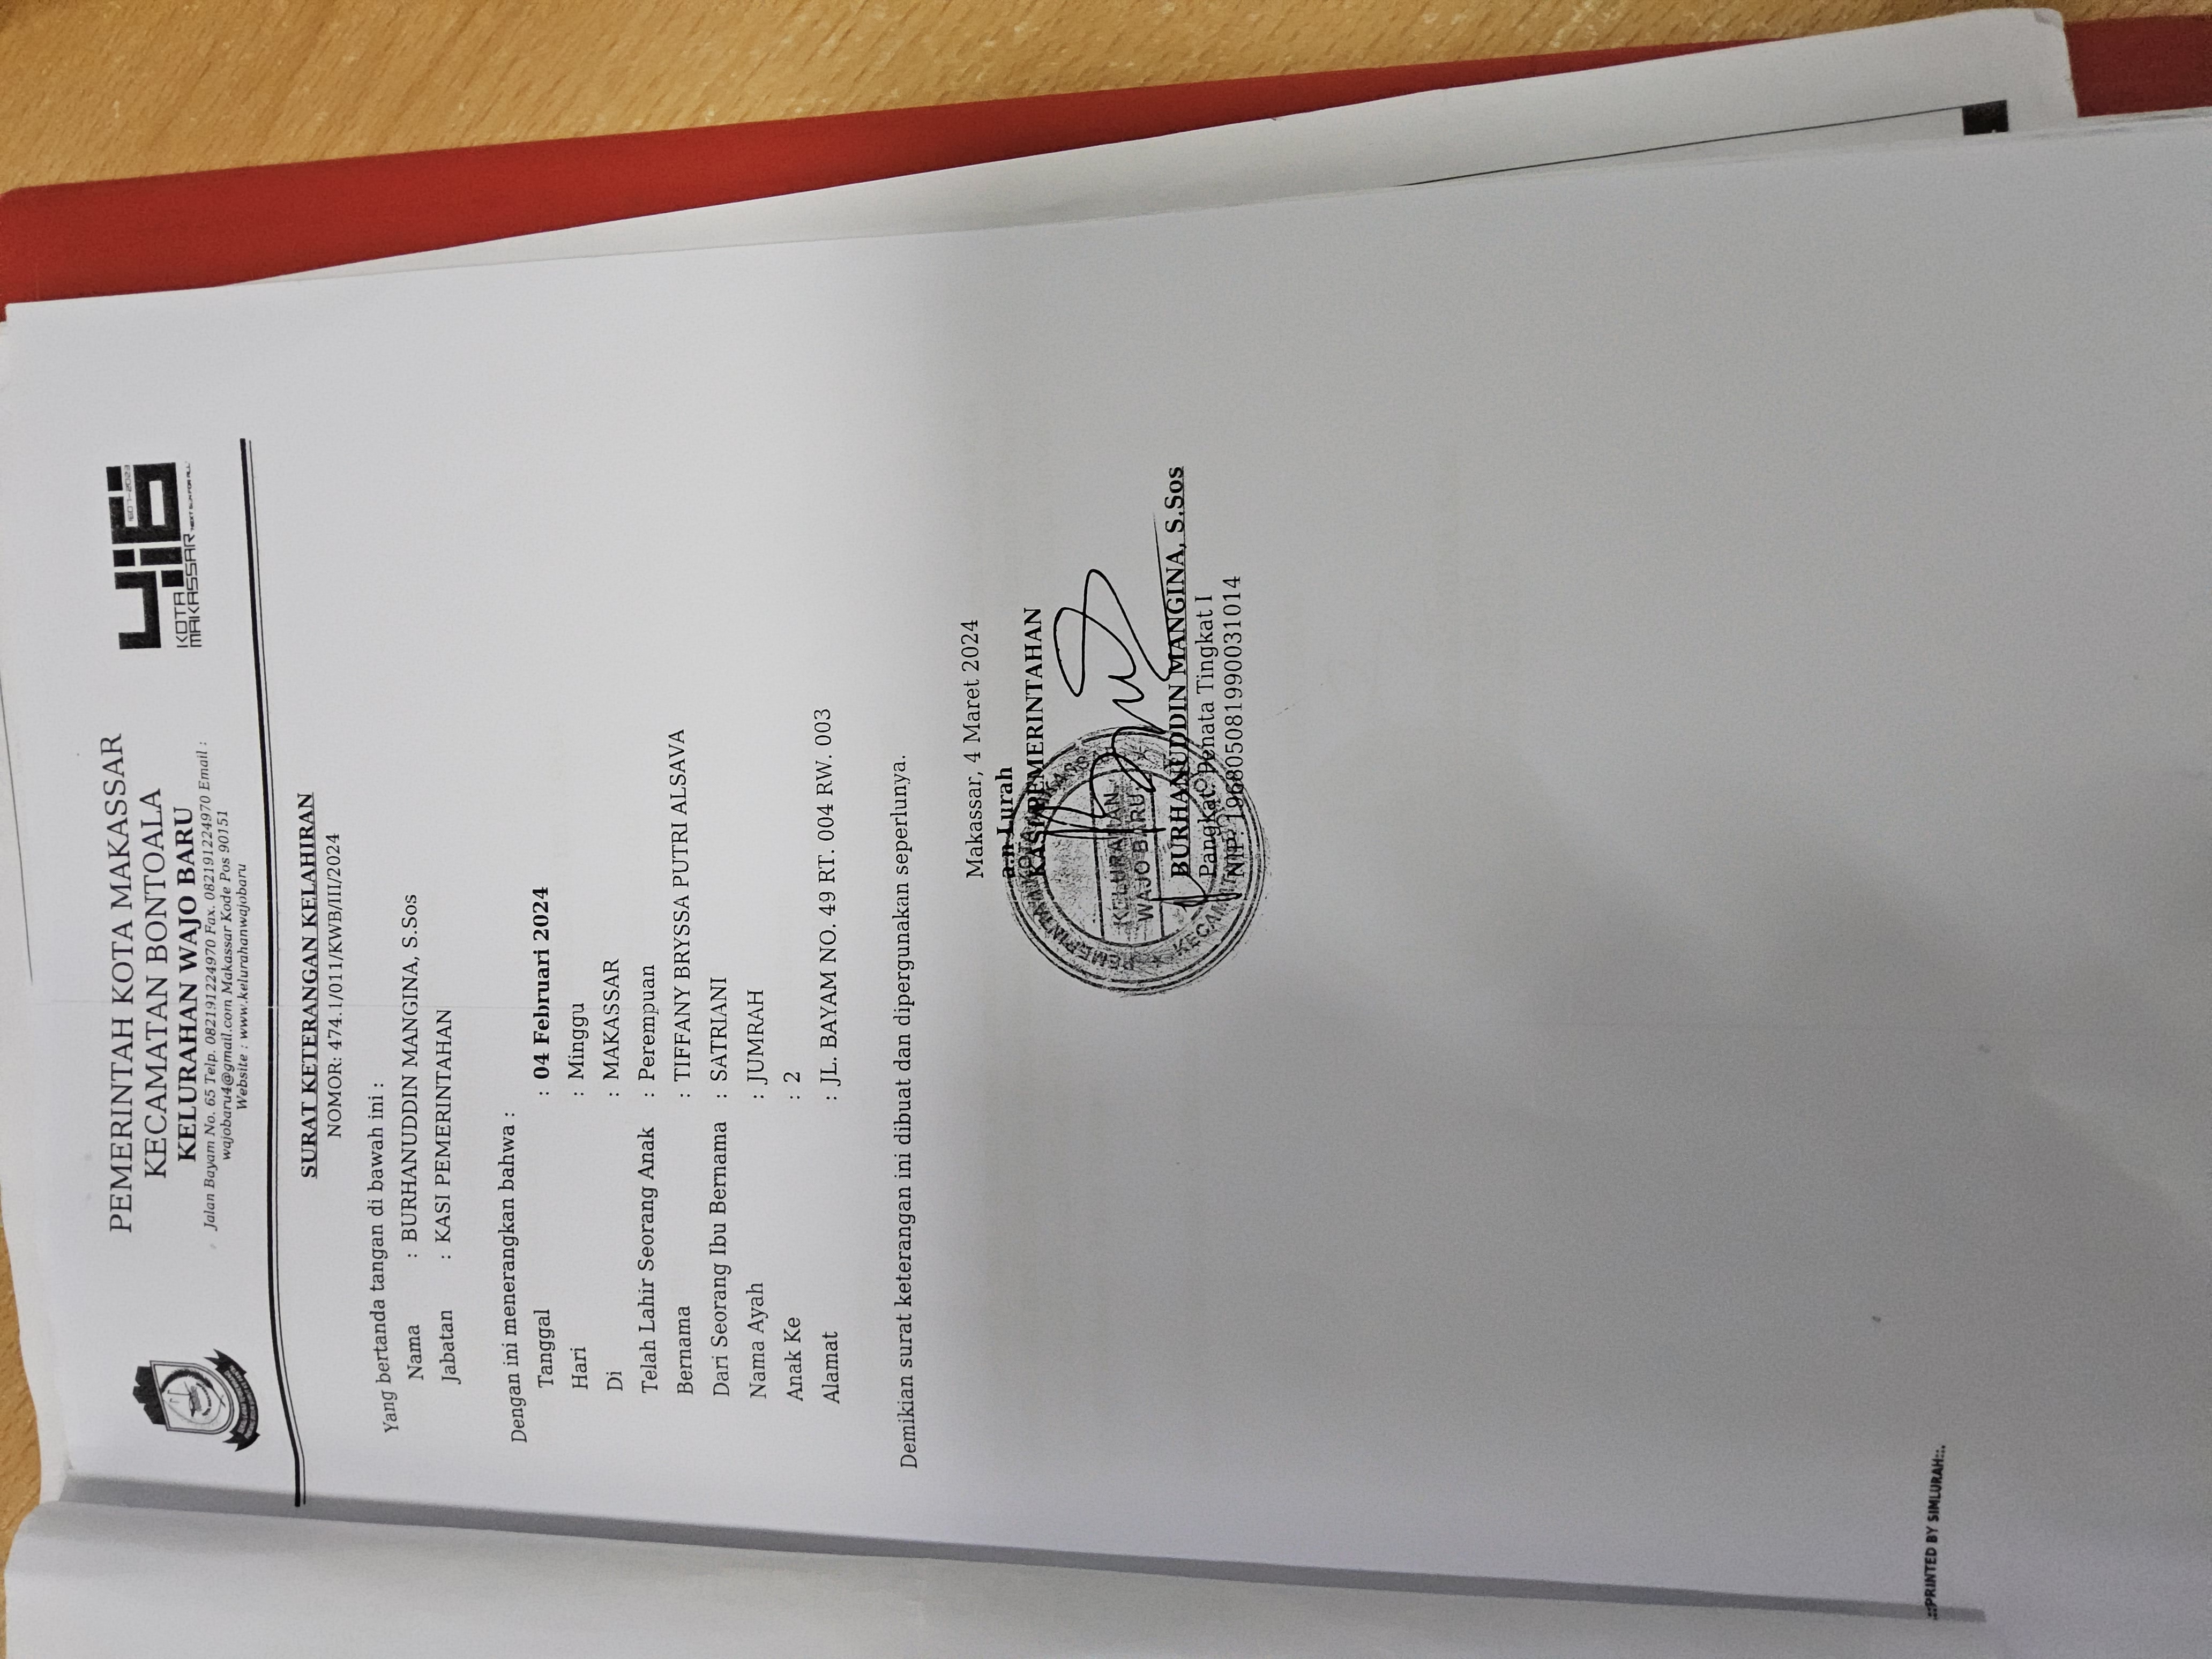 PEMERINTAH KOTA MAKASSAR
KECAMATAN BONTOALA
KELURAHAN WAJO BARU
Jalan Bayam No. 65 Telp. 082191224970 Fax. 082191224970 Email :
wajobaru4@gmail.com Makassar Kode Pos 90151
Website : www.kelurahanwajobaru
416
1607-2023
KOTA
MAKASSAR
SURAT KETERANGAN KELAHIRAN
NOMOR: 474.1/011/KWB/III/2024
Yang bertanda tangan di bawah ini :
Nama : BURHANUDDIN MANGINA, S.Sos
Jabatan : KASI PEMERINTAHAN
Dengan ini menerangkan bahwa :
Tanggal : 04 Februari 2024
Hari : Minggu
Di : MAKASSAR
Telah Lahir Seorang Anak : Perempuan
Bernama : TIFFANY BRYSSA PUTRI ALSAVA
Dari Seorang Ibu Bernama : SATRIANI
Nama Ayah : JUMRAH
Anak Ke : 2
Alamat : JL. BAYAM NO. 49 RT. 004 RW. 003
Demikian surat keterangan ini dibuat dan dipergunakan seperlunya.
Makassar, 4 Maret 2024
a.n Lurah
KASI PEMERINTAHAN
PEMERINTAH KOTA MAKASSAR
KELURAHAN
WAJO BARU
KECAMATAN BONTOALA
BURHANUDDIN MANGINA, S.Sos
Pangkat: Penata Tingkat I
NIP: 196805081990031014
.::PRINTED BY SIMLURAH::.